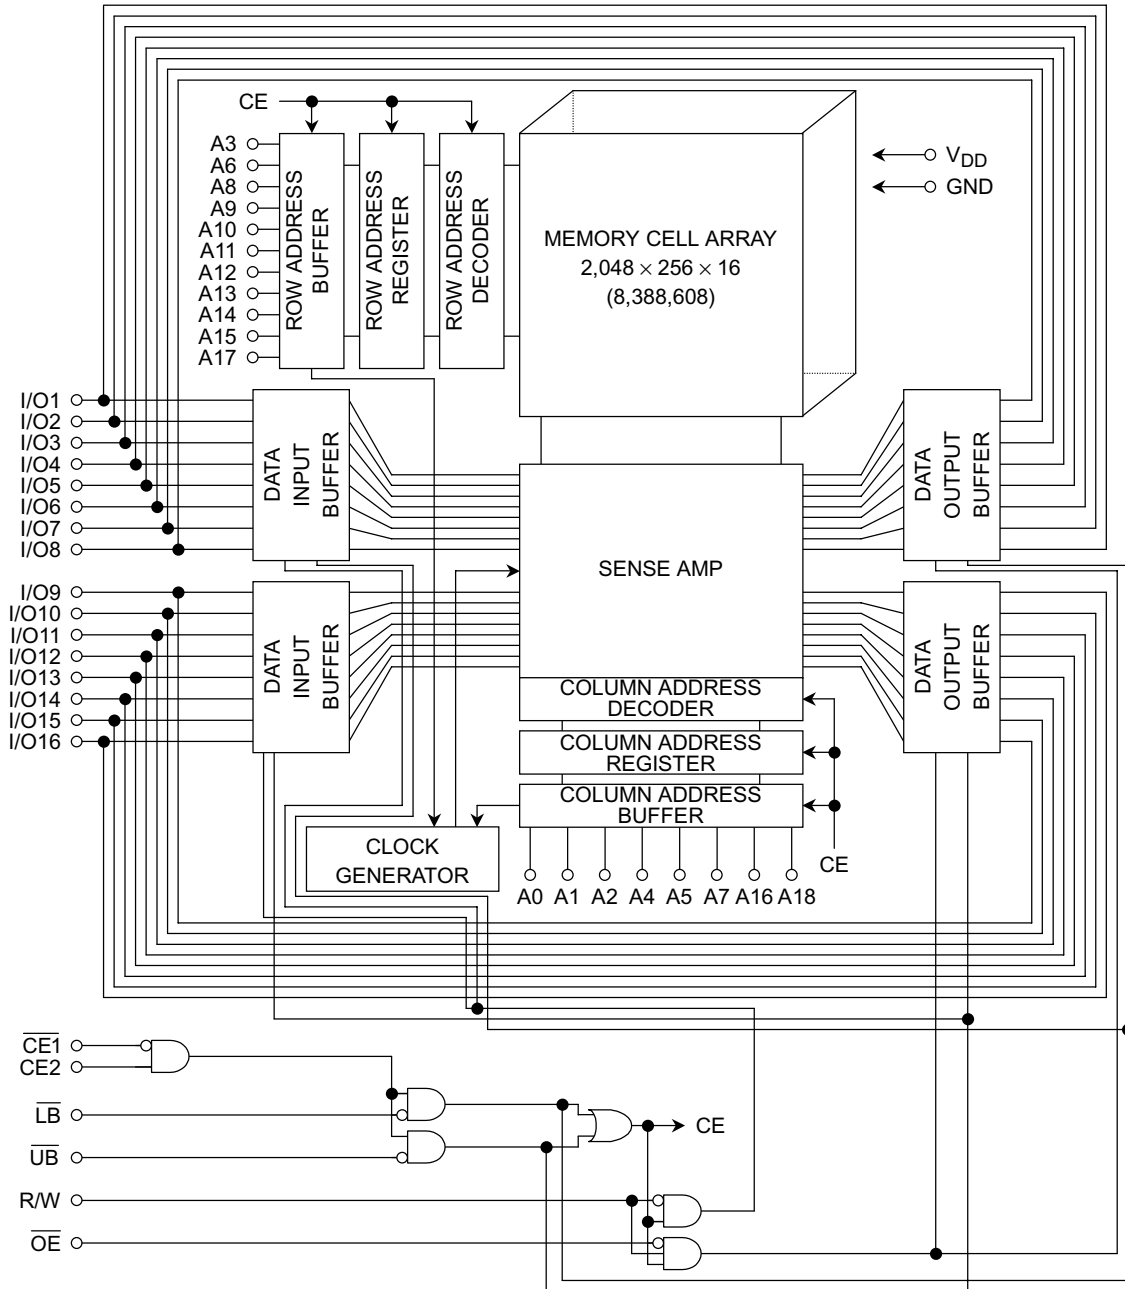 CE
A3
A6
A8
A9
A10
A11
A12
A13
A14
A15
A17
ROW ADDRESS
BUFFER
ROW ADDRESS
REGISTER
ROW ADDRESS
DECODER
MEMORY CELL ARRAY
2,048 × 256 × 16
(8,388,608)
VDD
GND
I/O1
I/O2
I/O3
I/O4
I/O5
I/O6
I/O7
I/O8
DATA
INPUT
BUFFER
SENSE AMP
DATA
OUTPUT
BUFFER
I/O9
I/O10
I/O11
I/O12
I/O13
I/O14
I/O15
I/O16
DATA
INPUT
BUFFER
DATA
OUTPUT
BUFFER
COLUMN ADDRESS
DECODER
COLUMN ADDRESS
REGISTER
COLUMN ADDRESS
BUFFER
CLOCK
GENERATOR
CE
A0 A1 A2 A4 A5 A7 A16 A18
C̅E̅1̅
CE2
L̅B̅
U̅B̅
CE
R/W
O̅E̅